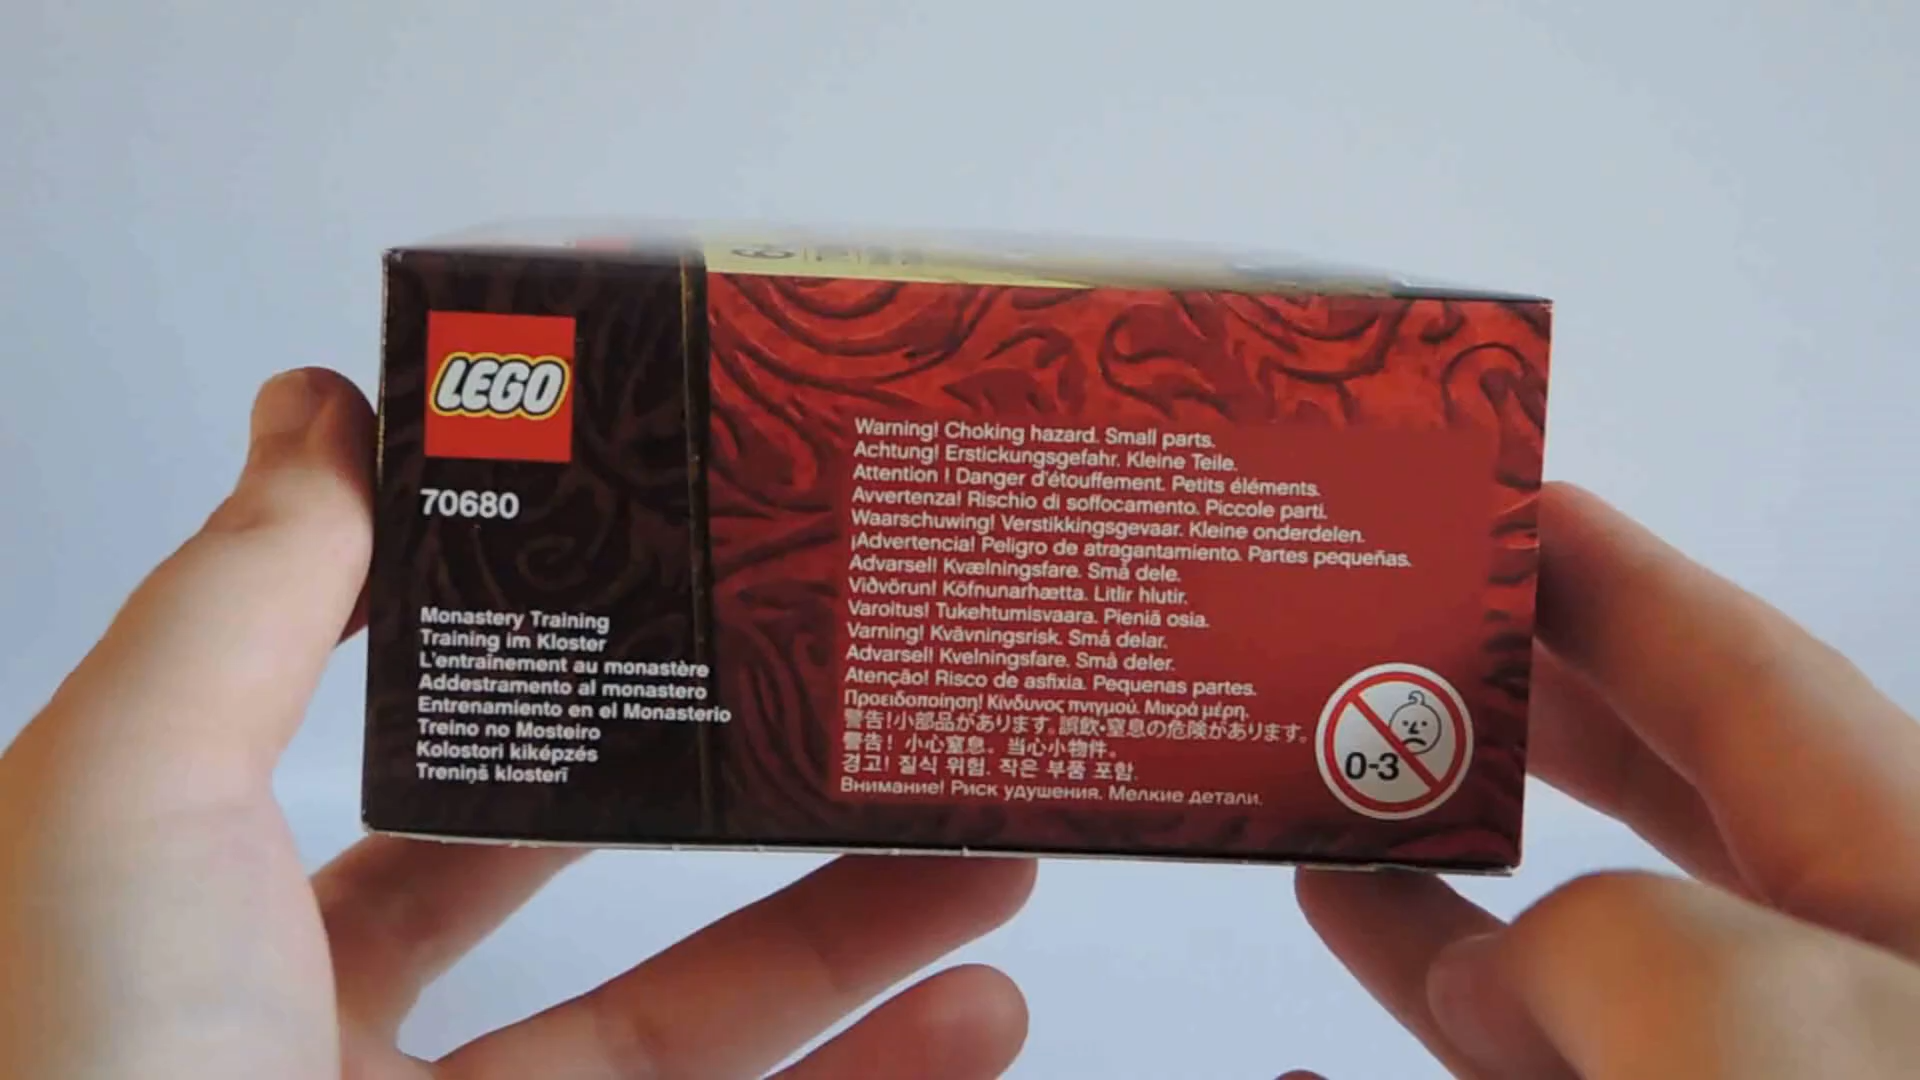 LEGO
70680
Monastery Training
Training im Kloster
L'entraînement au monastère
Addestramento al monastero
Entrenamiento en el Monasterio
Treino no Mosteiro
Kolostori kiképzés
Treniņš klosterī
Warning! Choking hazard. Small parts.
Achtung! Erstickungsgefahr. Kleine Teile.
Attention ! Danger d'étouffement. Petits éléments.
Avvertenza! Rischio di soffocamento. Piccole parti.
Waarschuwing! Verstikkingsgevaar. Kleine onderdelen.
¡Advertencia! Peligro de atragantamiento. Partes pequeñas.
Advarsel! Kvælningsfare. Små dele.
Viðvörun! Köfnunarhætta. Litlir hlutir.
Varoitus! Tukehtumisvaara. Pieniä osia.
Varning! Kvävningsrisk. Små delar.
Advarsel! Kvelningsfare. Små deler.
Atenção! Risco de asfixia. Pequenas partes.
Προειδοποίηση! Κίνδυνος πνιγμού. Μικρά μέρη.
警告!小部品があります。誤飲・窒息の危険があります。
警告! 小心窒息。当心小物件。
경고! 질식 위험. 작은 부품 포함.
Внимание! Риск удушения. Мелкие детали.
0-3